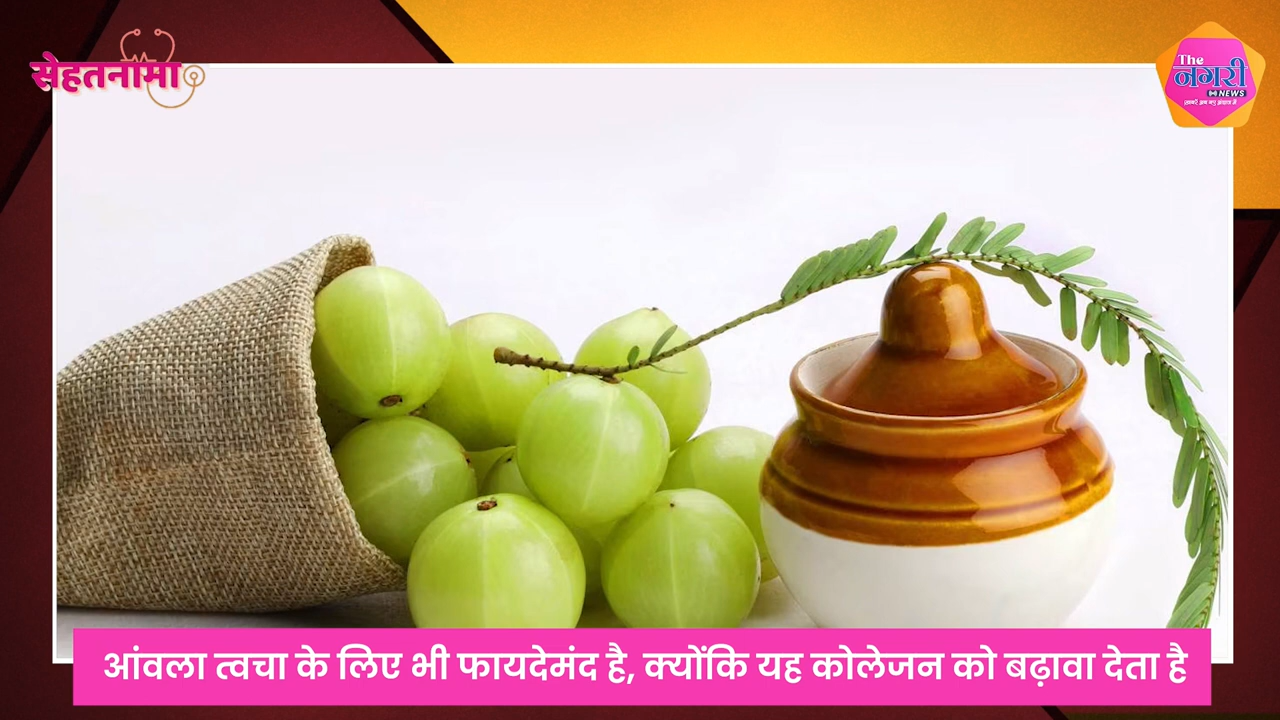 सेहतनामा
The
नगरी
NEWS
आंवला त्वचा के लिए भी फायदेमंद है, क्योंकि यह कोलेजन को बढ़ावा देता है